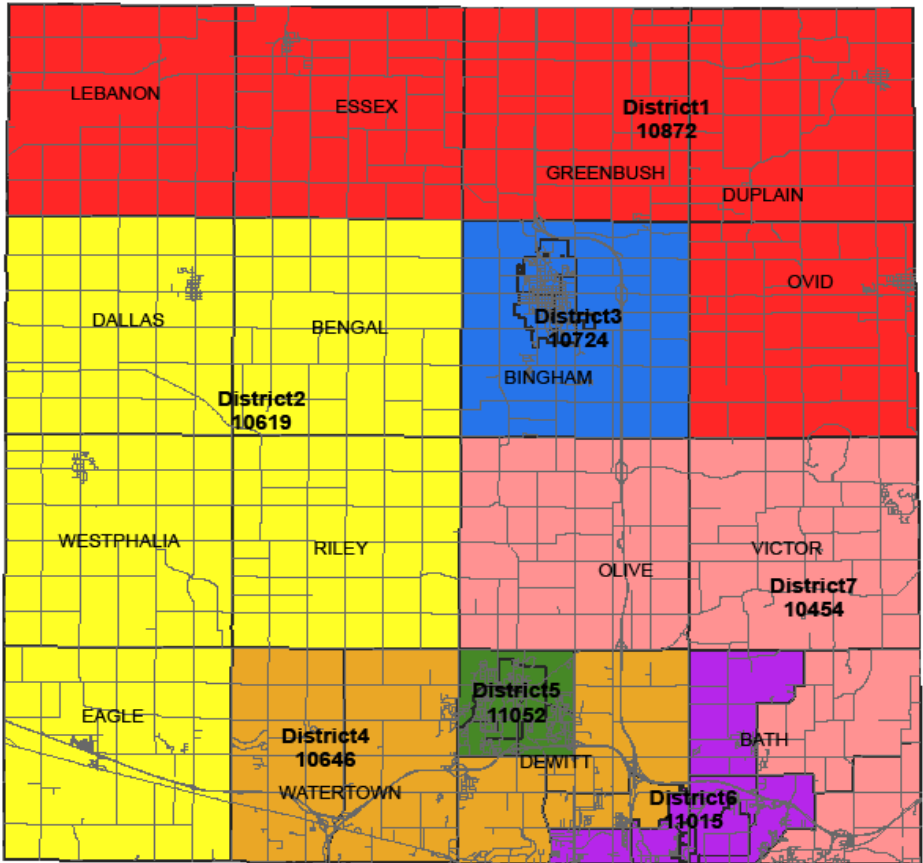 LEBANON
ESSEX
District1
10872
GREENBUSH
DUPLAIN
OVID
DALLAS
BENGAL
District3
10724
BINGHAM
District2
10619
WESTPHALIA
RILEY
OLIVE
VICTOR
District7
10454
EAGLE
District5
11052
District4
10646
BATH
DEWITT
WATERTOWN
District6
11015